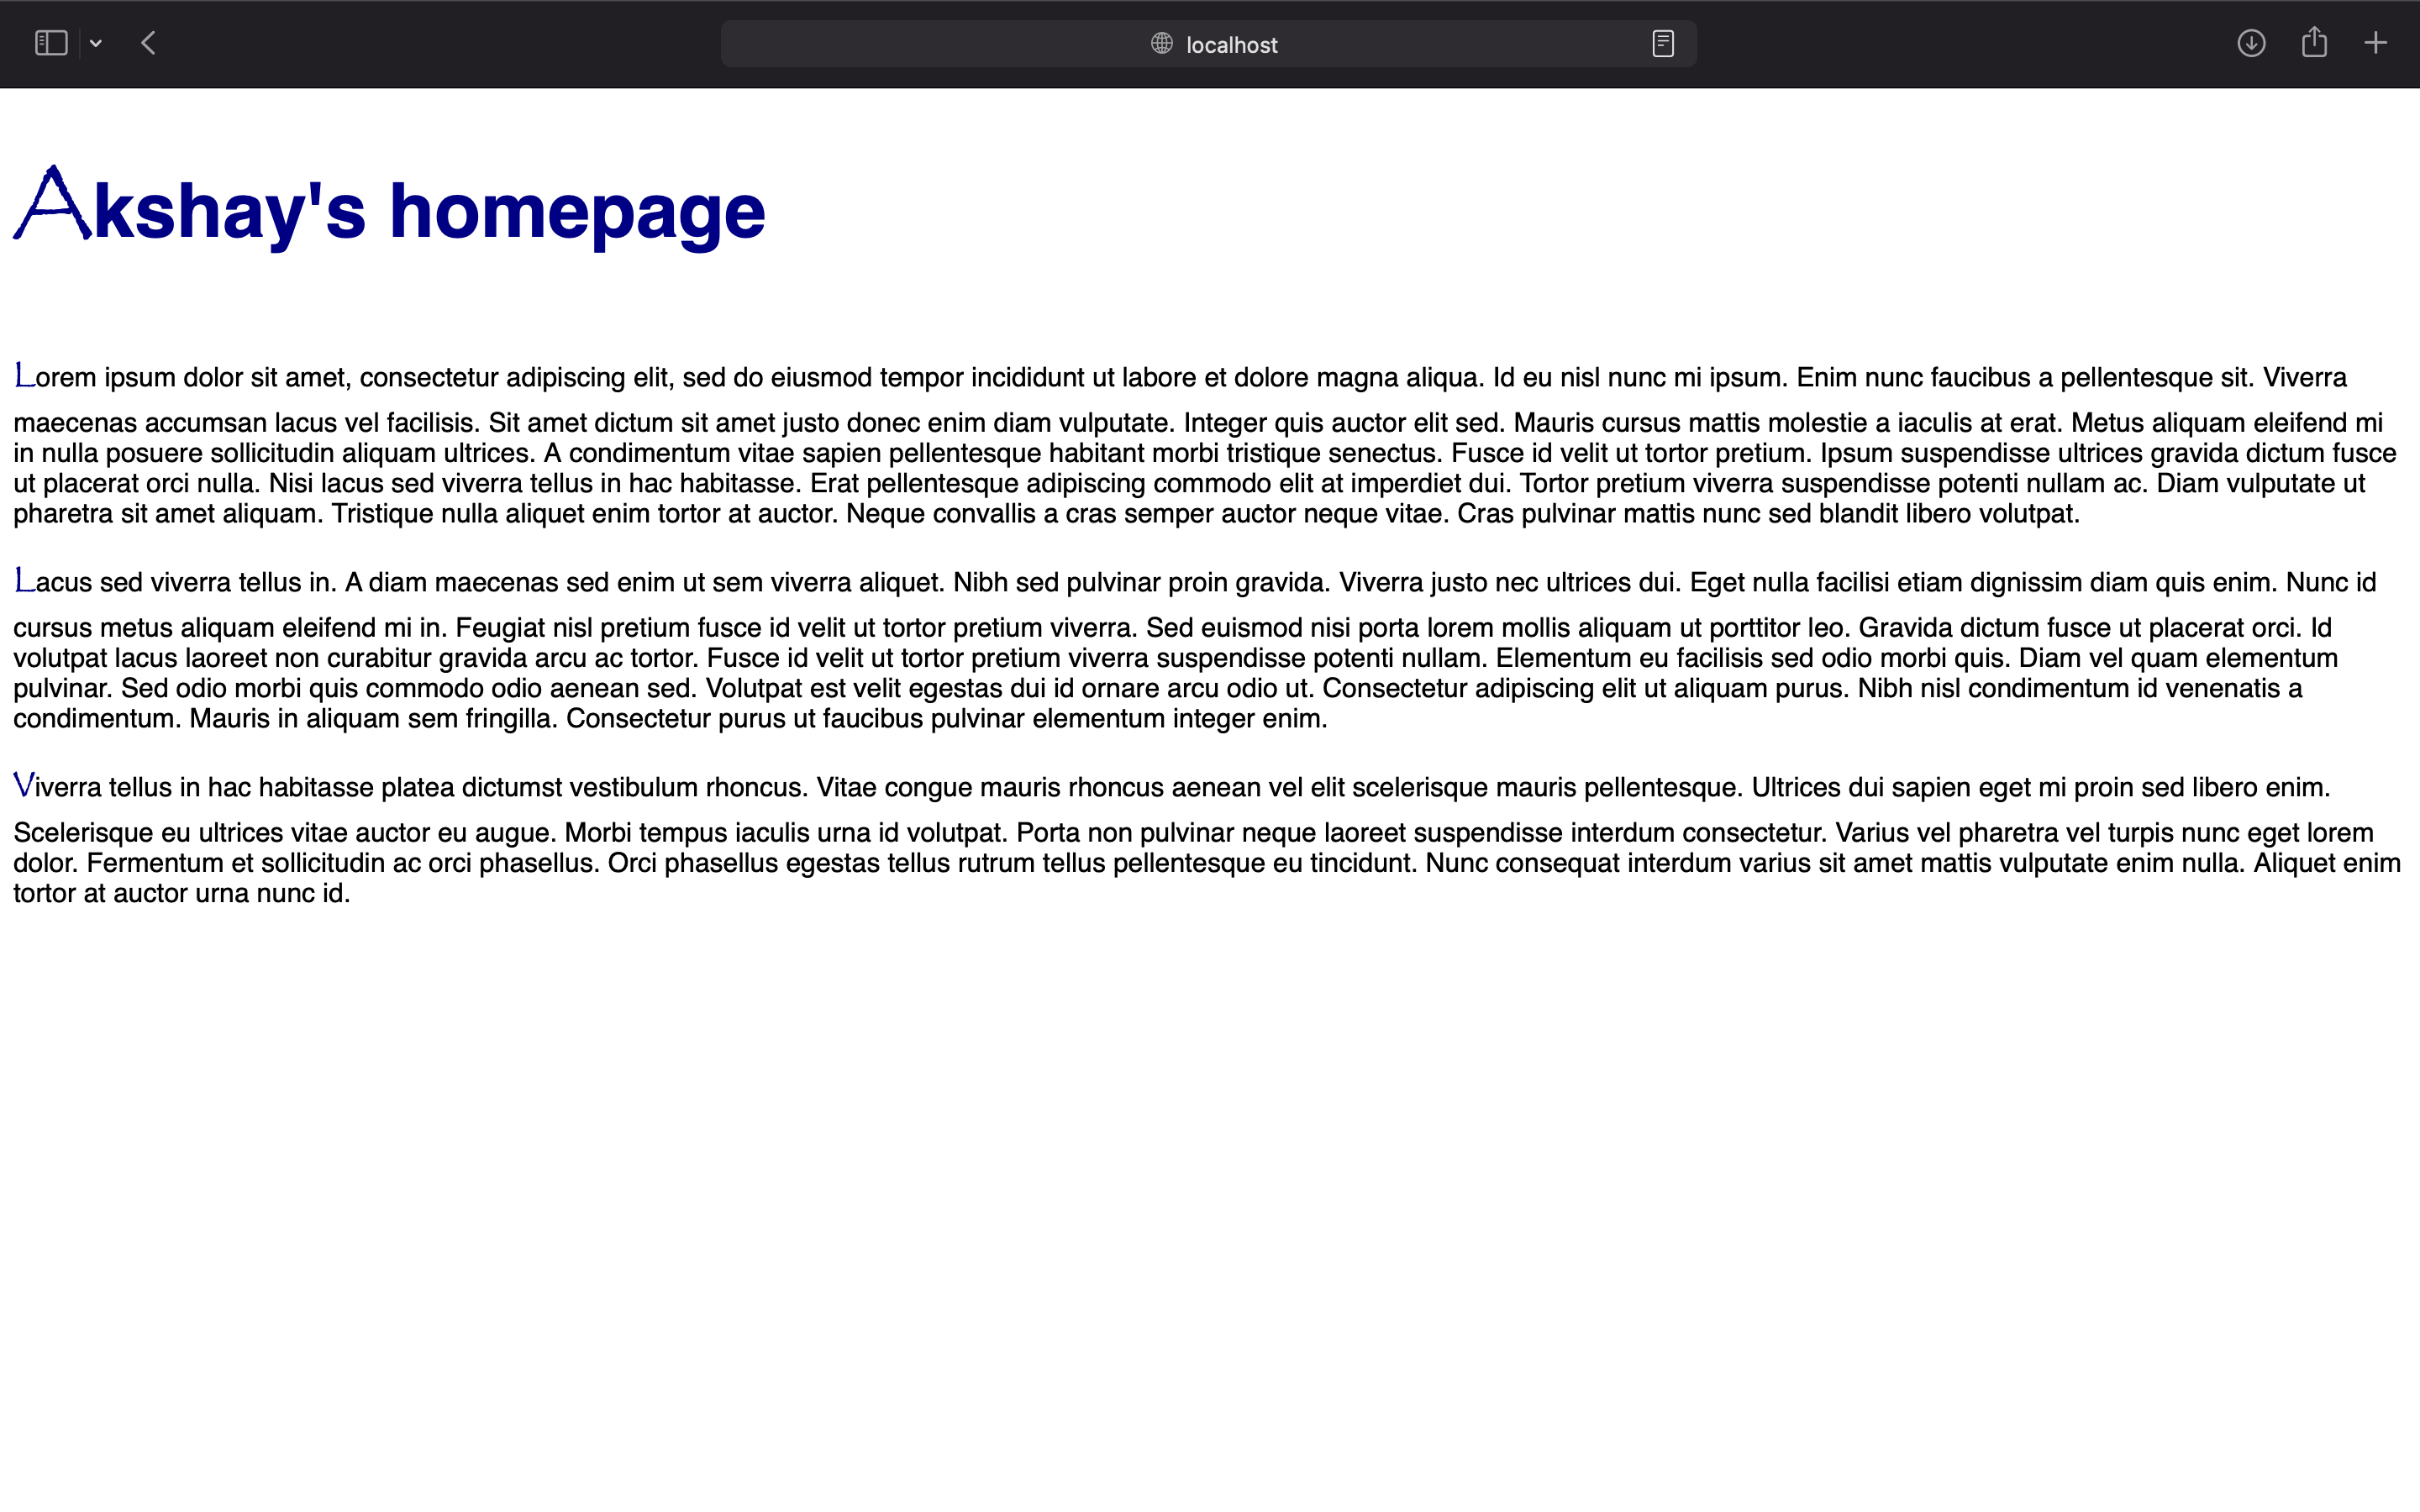 localhost
Akshay's homepage
Lorem ipsum dolor sit amet, consectetur adipiscing elit, sed do eiusmod tempor incididunt ut labore et dolore magna aliqua. Id eu nisl nunc mi ipsum. Enim nunc faucibus a pellentesque sit. Viverra
maecenas accumsan lacus vel facilisis. Sit amet dictum sit amet justo donec enim diam vulputate. Integer quis auctor elit sed. Mauris cursus mattis molestie a iaculis at erat. Metus aliquam eleifend mi
in nulla posuere sollicitudin aliquam ultrices. A condimentum vitae sapien pellentesque habitant morbi tristique senectus. Fusce id velit ut tortor pretium. Ipsum suspendisse ultrices gravida dictum fusce
ut placerat orci nulla. Nisi lacus sed viverra tellus in hac habitasse. Erat pellentesque adipiscing commodo elit at imperdiet dui. Tortor pretium viverra suspendisse potenti nullam ac. Diam vulputate ut
pharetra sit amet aliquam. Tristique nulla aliquet enim tortor at auctor. Neque convallis a cras semper auctor neque vitae. Cras pulvinar mattis nunc sed blandit libero volutpat.
Lacus sed viverra tellus in. A diam maecenas sed enim ut sem viverra aliquet. Nibh sed pulvinar proin gravida. Viverra justo nec ultrices dui. Eget nulla facilisi etiam dignissim diam quis enim. Nunc id
cursus metus aliquam eleifend mi in. Feugiat nisl pretium fusce id velit ut tortor pretium viverra. Sed euismod nisi porta lorem mollis aliquam ut porttitor leo. Gravida dictum fusce ut placerat orci. Id
volutpat lacus laoreet non curabitur gravida arcu ac tortor. Fusce id velit ut tortor pretium viverra suspendisse potenti nullam. Elementum eu facilisis sed odio morbi quis. Diam vel quam elementum
pulvinar. Sed odio morbi quis commodo odio aenean sed. Volutpat est velit egestas dui id ornare arcu odio ut. Consectetur adipiscing elit ut aliquam purus. Nibh nisl condimentum id venenatis a
condimentum. Mauris in aliquam sem fringilla. Consectetur purus ut faucibus pulvinar elementum integer enim.
Viverra tellus in hac habitasse platea dictumst vestibulum rhoncus. Vitae congue mauris rhoncus aenean vel elit scelerisque mauris pellentesque. Ultrices dui sapien eget mi proin sed libero enim.
Scelerisque eu ultrices vitae auctor eu augue. Morbi tempus iaculis urna id volutpat. Porta non pulvinar neque laoreet suspendisse interdum consectetur. Varius vel pharetra vel turpis nunc eget lorem
dolor. Fermentum et sollicitudin ac orci phasellus. Orci phasellus egestas tellus rutrum tellus pellentesque eu tincidunt. Nunc consequat interdum varius sit amet mattis vulputate enim nulla. Aliquet enim
tortor at auctor urna nunc id.